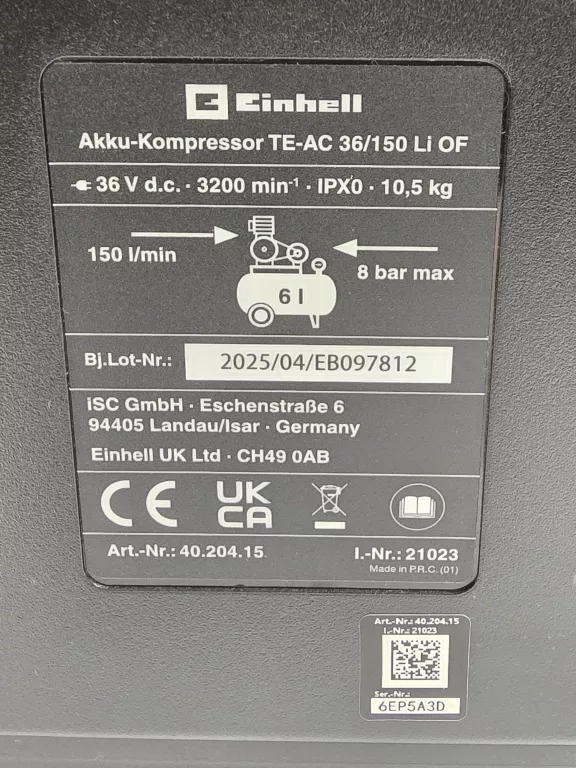 Einhell
Akku-Kompressor TE-AC 36/150 Li OF
36 V d.c. · 3200 min⁻¹ · IPX0 · 10,5 kg
150 l/min
8 bar max
6 l
Bj.Lot-Nr.: 2025/04/EB097812
iSC GmbH · Eschenstraße 6
94405 Landau/Isar · Germany
Einhell UK Ltd · CH49 0AB
CE UK CA
Art.-Nr.: 40.204.15 I.-Nr.: 21023
Made in P.R.C. (01)
Art.-Nr.: 40.204.15
I.-Nr.: 21023
Ser.-Nr.:
6EP5A3D